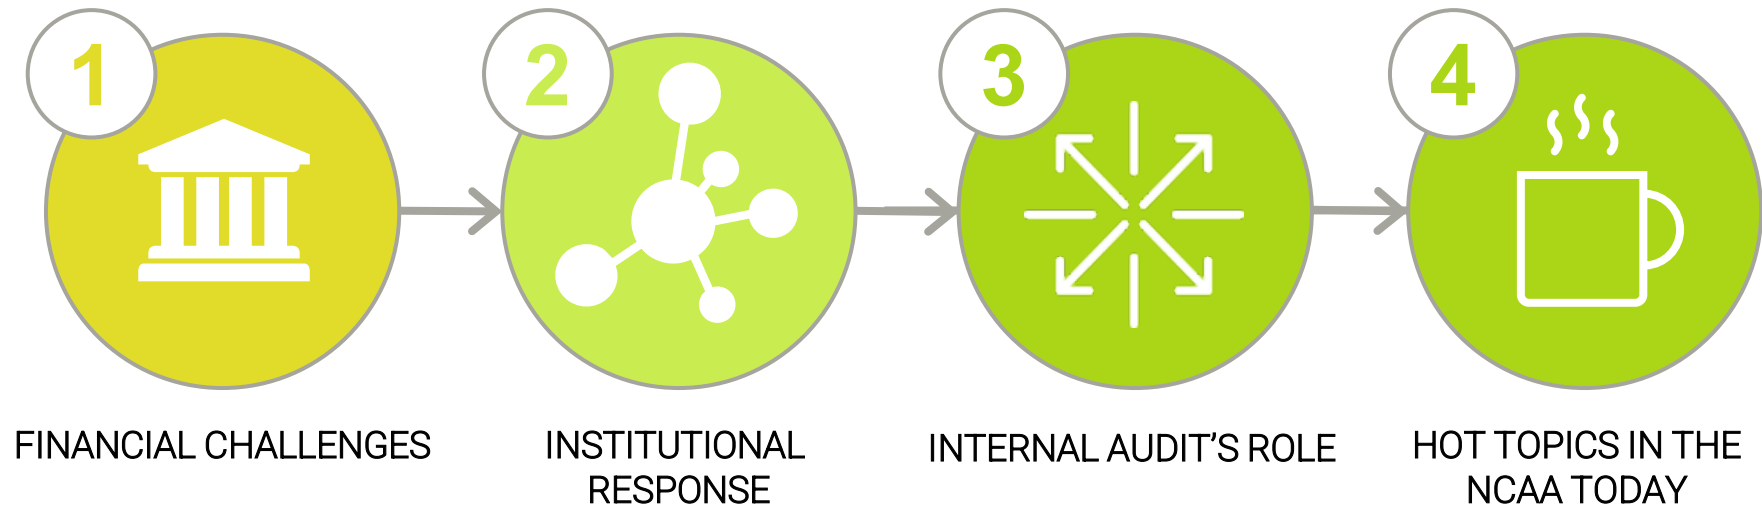 1
2
3
4
FINANCIAL CHALLENGES
INSTITUTIONAL
RESPONSE
INTERNAL AUDIT'S ROLE
HOT TOPICS IN THE
NCAA TODAY